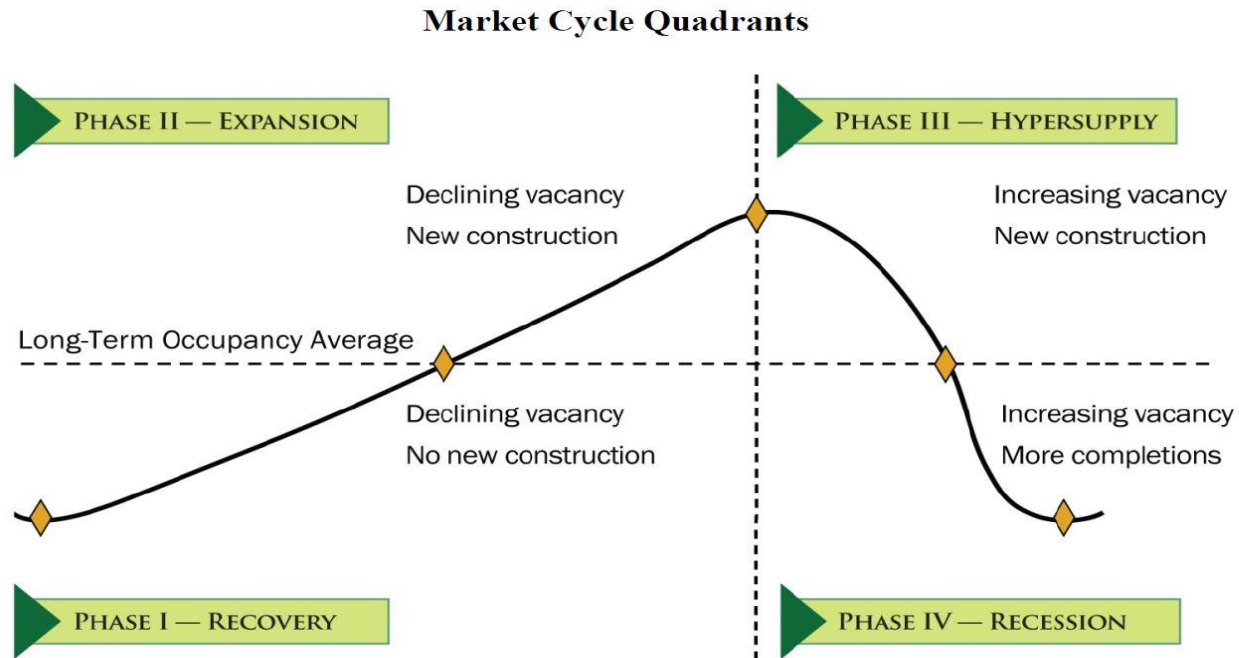 Market Cycle Quadrants
PHASE II — EXPANSION
PHASE III — HYPERSUPPLY
Declining vacancy
New construction
Increasing vacancy
New construction
Long-Term Occupancy Average
Declining vacancy
No new construction
Increasing vacancy
More completions
PHASE I — RECOVERY
PHASE IV — RECESSION